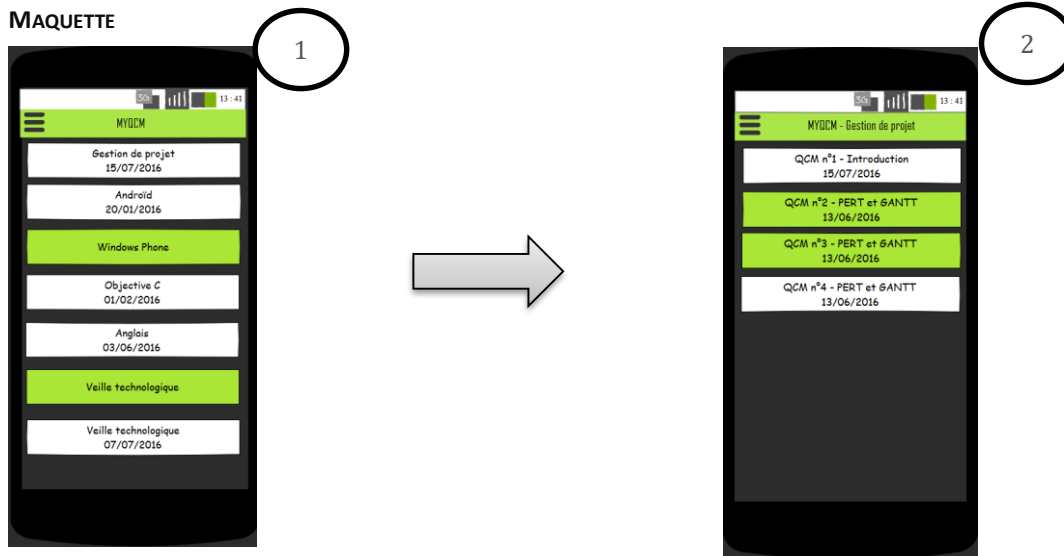 MAQUETTE
1
3G+
13 : 41
MYQCM
Gestion de projet
15/07/2016
Androïd
20/01/2016
Windows Phone
Objective C
01/02/2016
Anglais
03/06/2016
Veille technologique
Veille technologique
07/07/2016
2
3G+
13 : 41
MYQCM - Gestion de projet
QCM n°1 - Introduction
15/07/2016
QCM n°2 - PERT et GANTT
13/06/2016
QCM n°3 - PERT et GANTT
13/06/2016
QCM n°4 - PERT et GANTT
13/06/2016